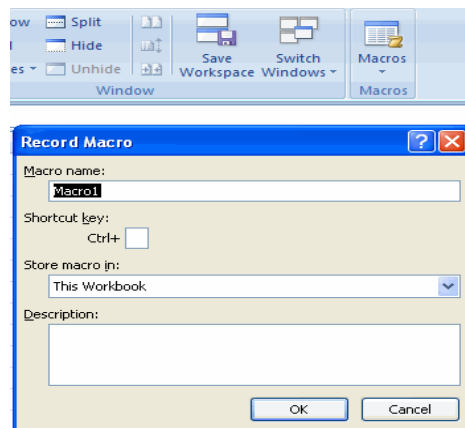 ow Split
Hide
es Unhide
Save Workspace
Switch Windows
Macros
Window
Macros
Record Macro
Macro name:
Macro1
Shortcut key:
Ctrl+
Store macro in:
This Workbook
Description:
OK Cancel